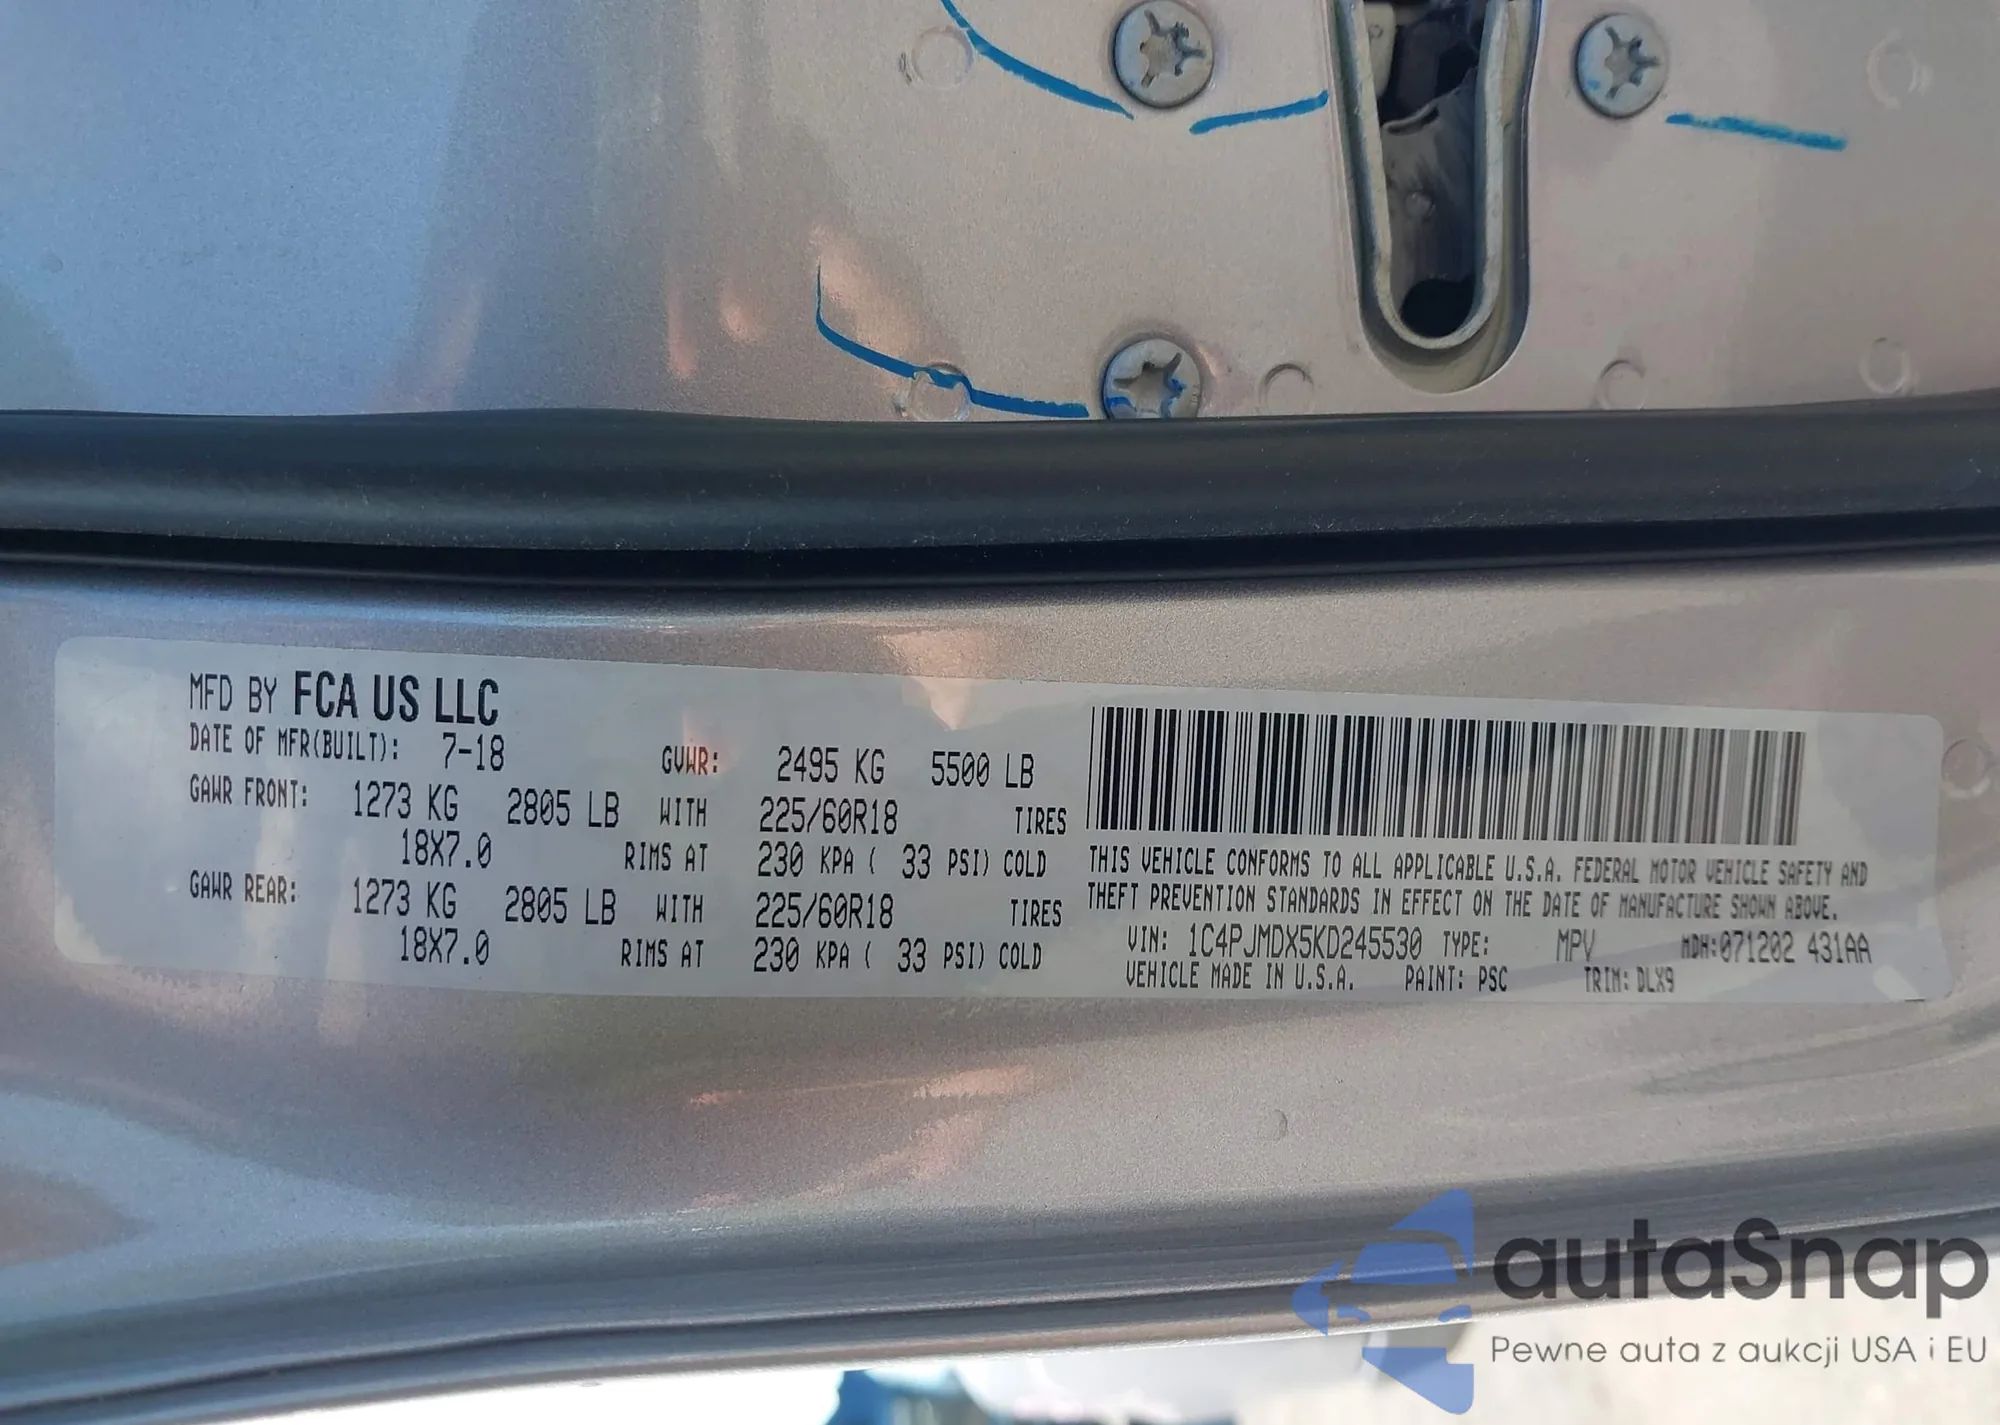 MFD BY FCA US LLC
DATE OF MFR(BUILT): 7-18 GVWR: 2495 KG 5500 LB
GAWR FRONT: 1273 KG 2805 LB WITH 225/60R18 TIRES
18X7.0 RIMS AT 230 KPA ( 33 PSI) COLD
GAWR REAR: 1273 KG 2805 LB WITH 225/60R18 TIRES
18X7.0 RIMS AT 230 KPA ( 33 PSI) COLD
THIS VEHICLE CONFORMS TO ALL APPLICABLE U.S.A. FEDERAL MOTOR VEHICLE SAFETY AND
THEFT PREVENTION STANDARDS IN EFFECT ON THE DATE OF MANUFACTURE SHOWN ABOVE.
VIN: 1C4PJMDX5KD245530 TYPE: MPV MDH:071202 431AA
VEHICLE MADE IN U.S.A. PAINT: PSC TRIM: DLX9
autaSnap
Pewne auta z aukcji USA i EU